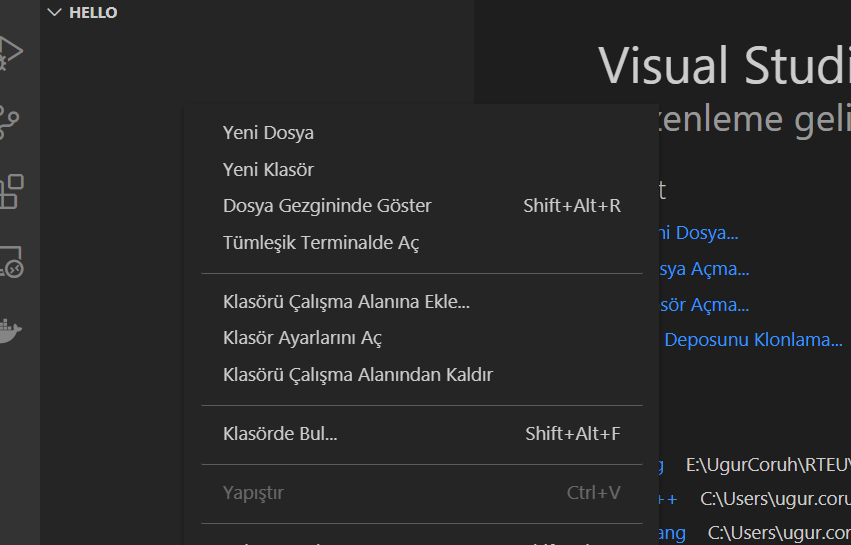 HELLO
Visual Studi
enleme geli
Yeni Dosya
Yeni Klasör
Dosya Gezgininde Göster Shift+Alt+R
Tümleşik Terminalde Aç
Klasörü Çalışma Alanına Ekle...
Klasör Ayarlarını Aç
Klasörü Çalışma Alanından Kaldır
Klasörde Bul... Shift+Alt+F
Yapıştır Ctrl+V
t
ni Dosya...
sya Açma...
sör Açma...
Deposunu Klonlama...
g E:\UgurCoruh\RTEU\
++ C:\Users\ugur.coru
ang C:\Users\ugur.coru